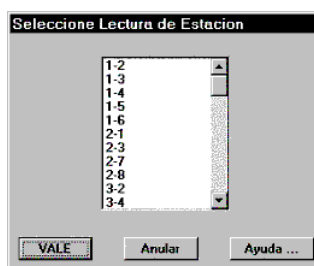 Seleccione Lectura de Estacion
1-2
1-3
1-4
1-5
1-6
2-1
2-3
2-7
2-8
3-2
3-4
VALE
Anular
Ayuda ...